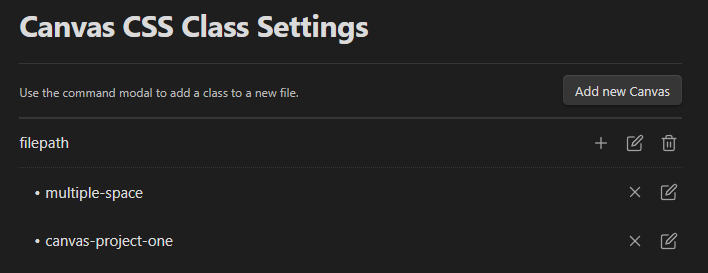 Canvas CSS Class Settings
Use the command modal to add a class to a new file.
Add new Canvas
filepath
• multiple-space
• canvas-project-one